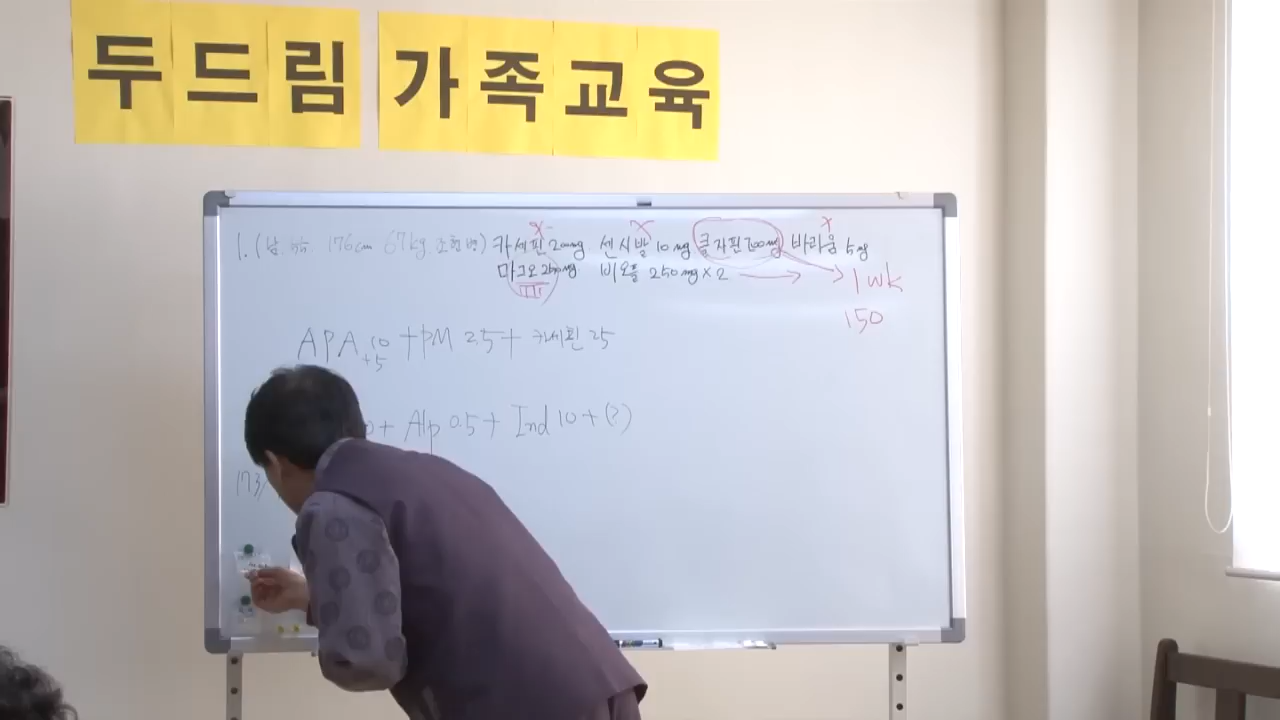 두드림 가족교육
1. (남. 176cm 67kg 조현병) 카세핀 200mg 센시발 10mg 클자핀 200mg 바리움 5mg
마그오 250mg 비오틀 250mg × 2
1wk
150
APA 10 + PM 2.5 + 카세핀 25
+5
+ Alp 0.5 + Ind 10 + (?)
173/